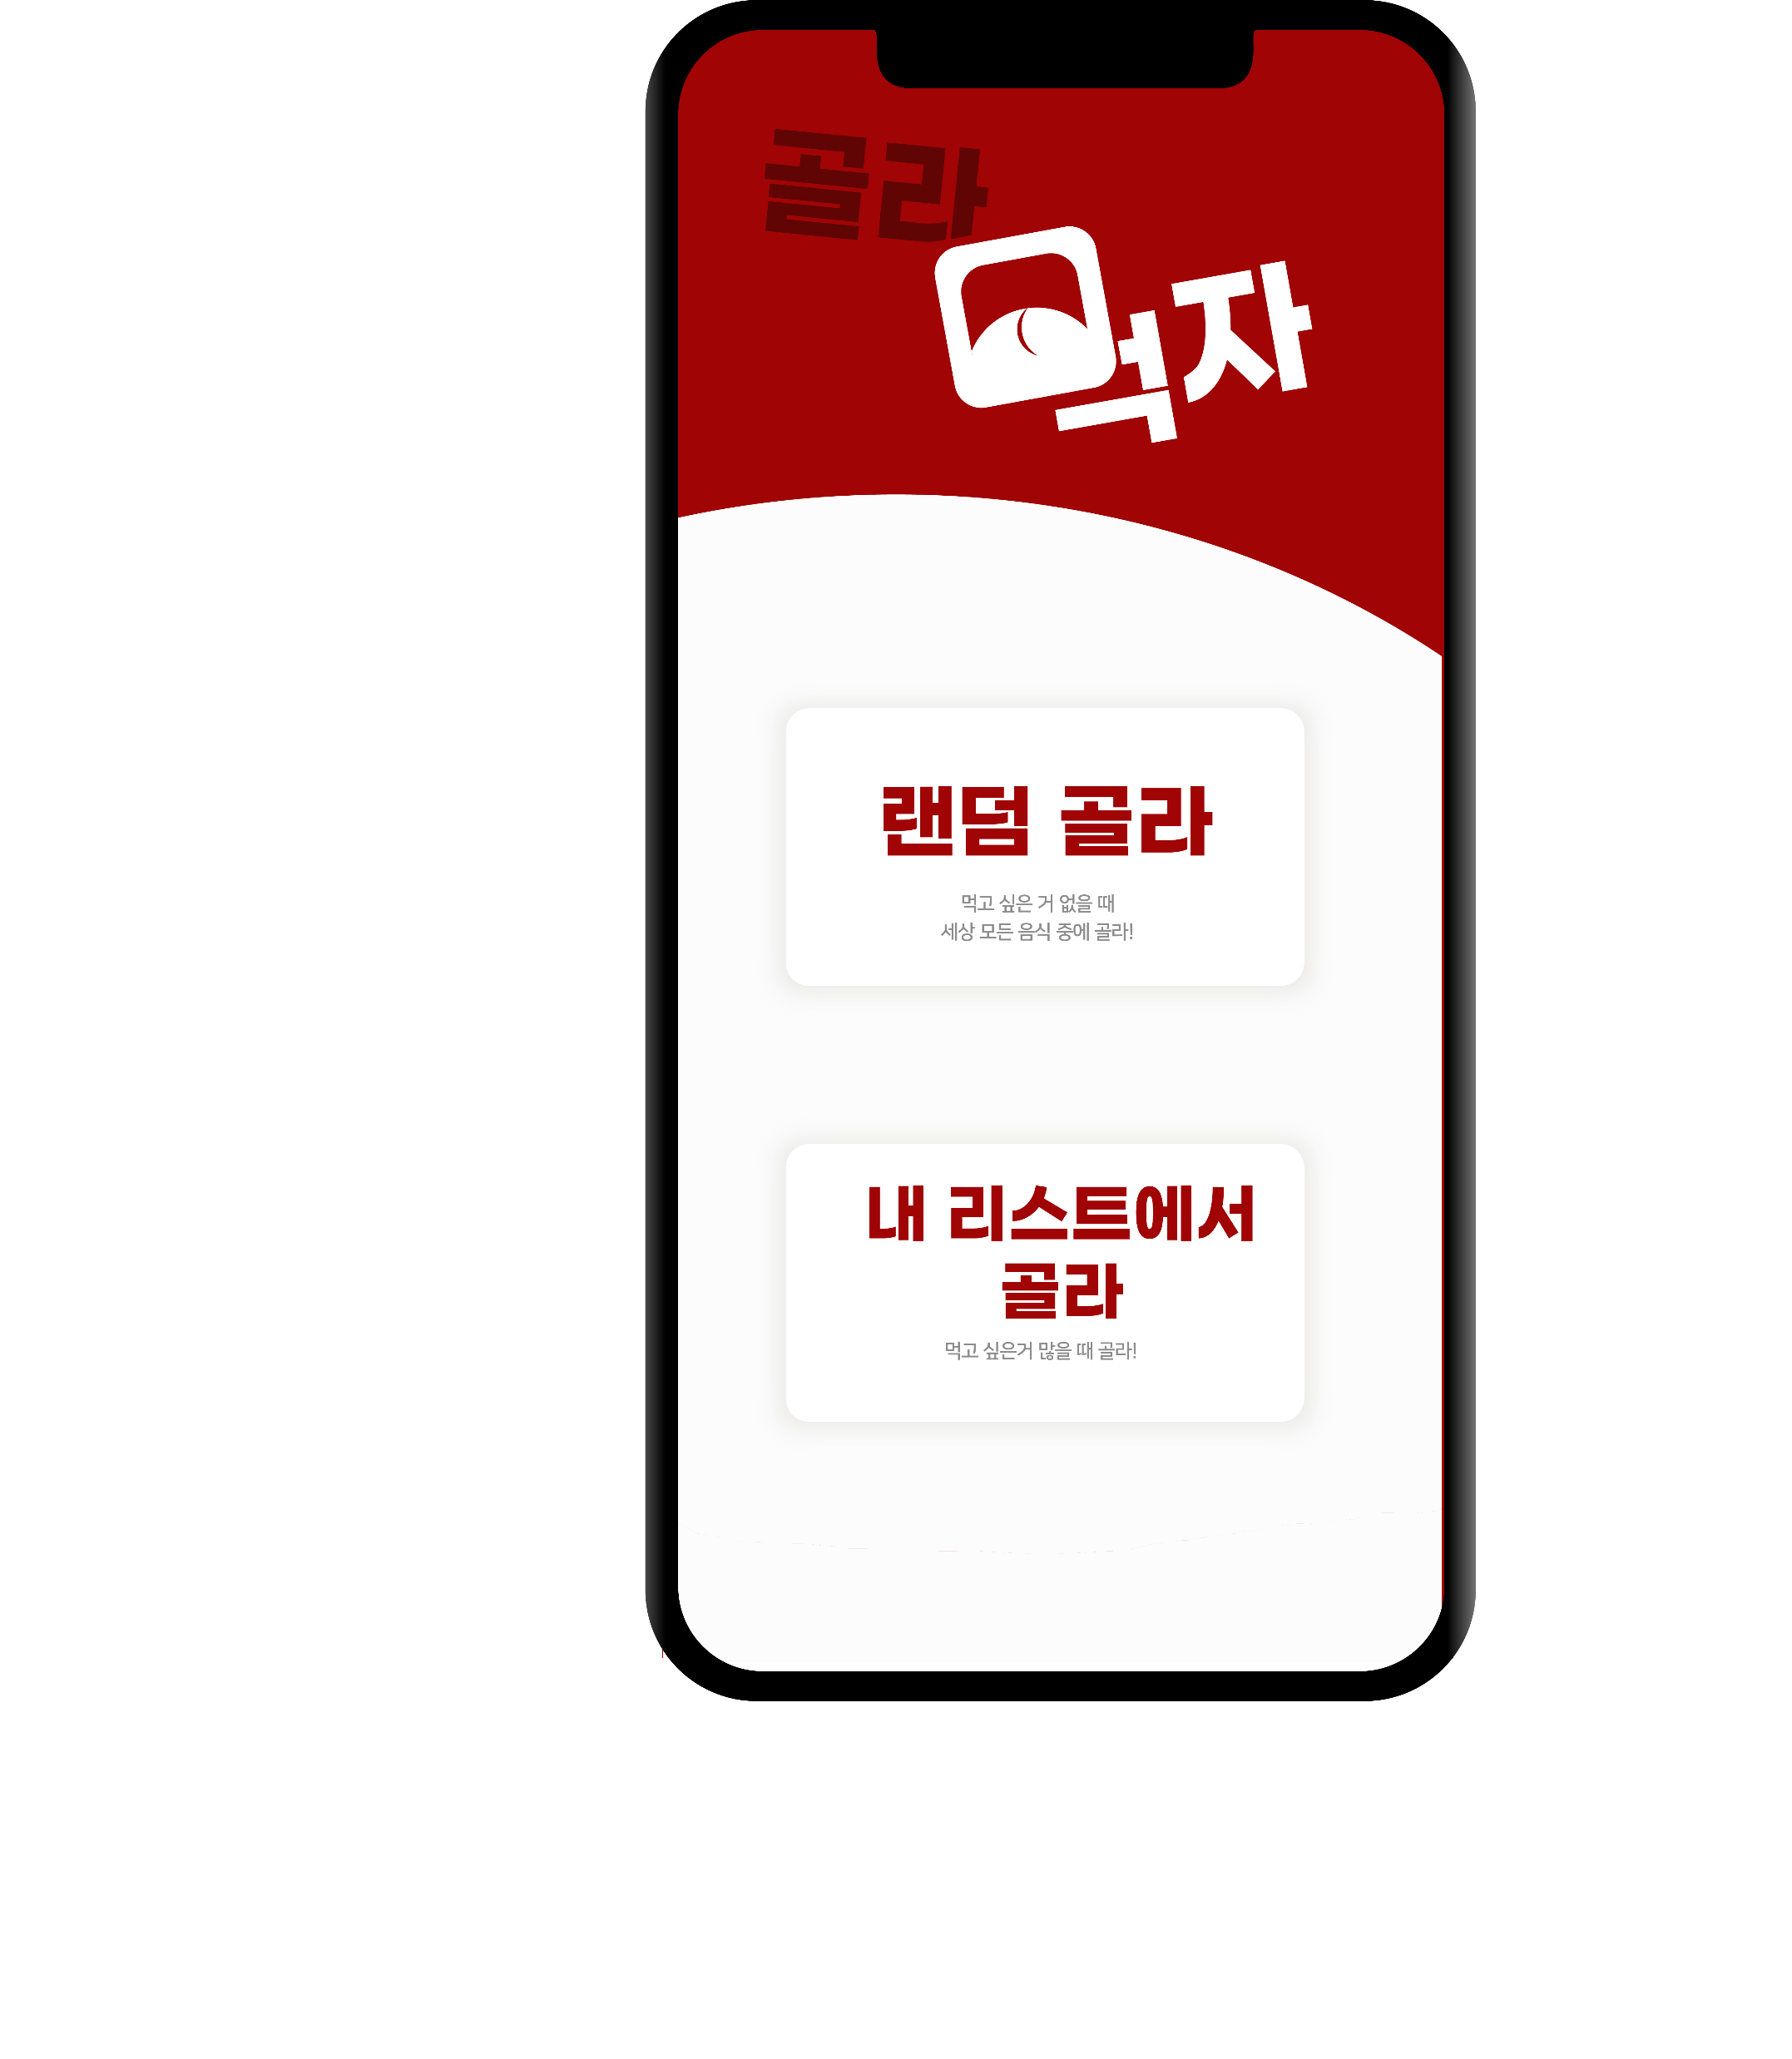 골라
먹자
랜덤 골라
먹고 싶은 거 없을 때
세상 모든 음식 중에 골라!
내 리스트에서
골라
먹고 싶은거 많을 때 골라!